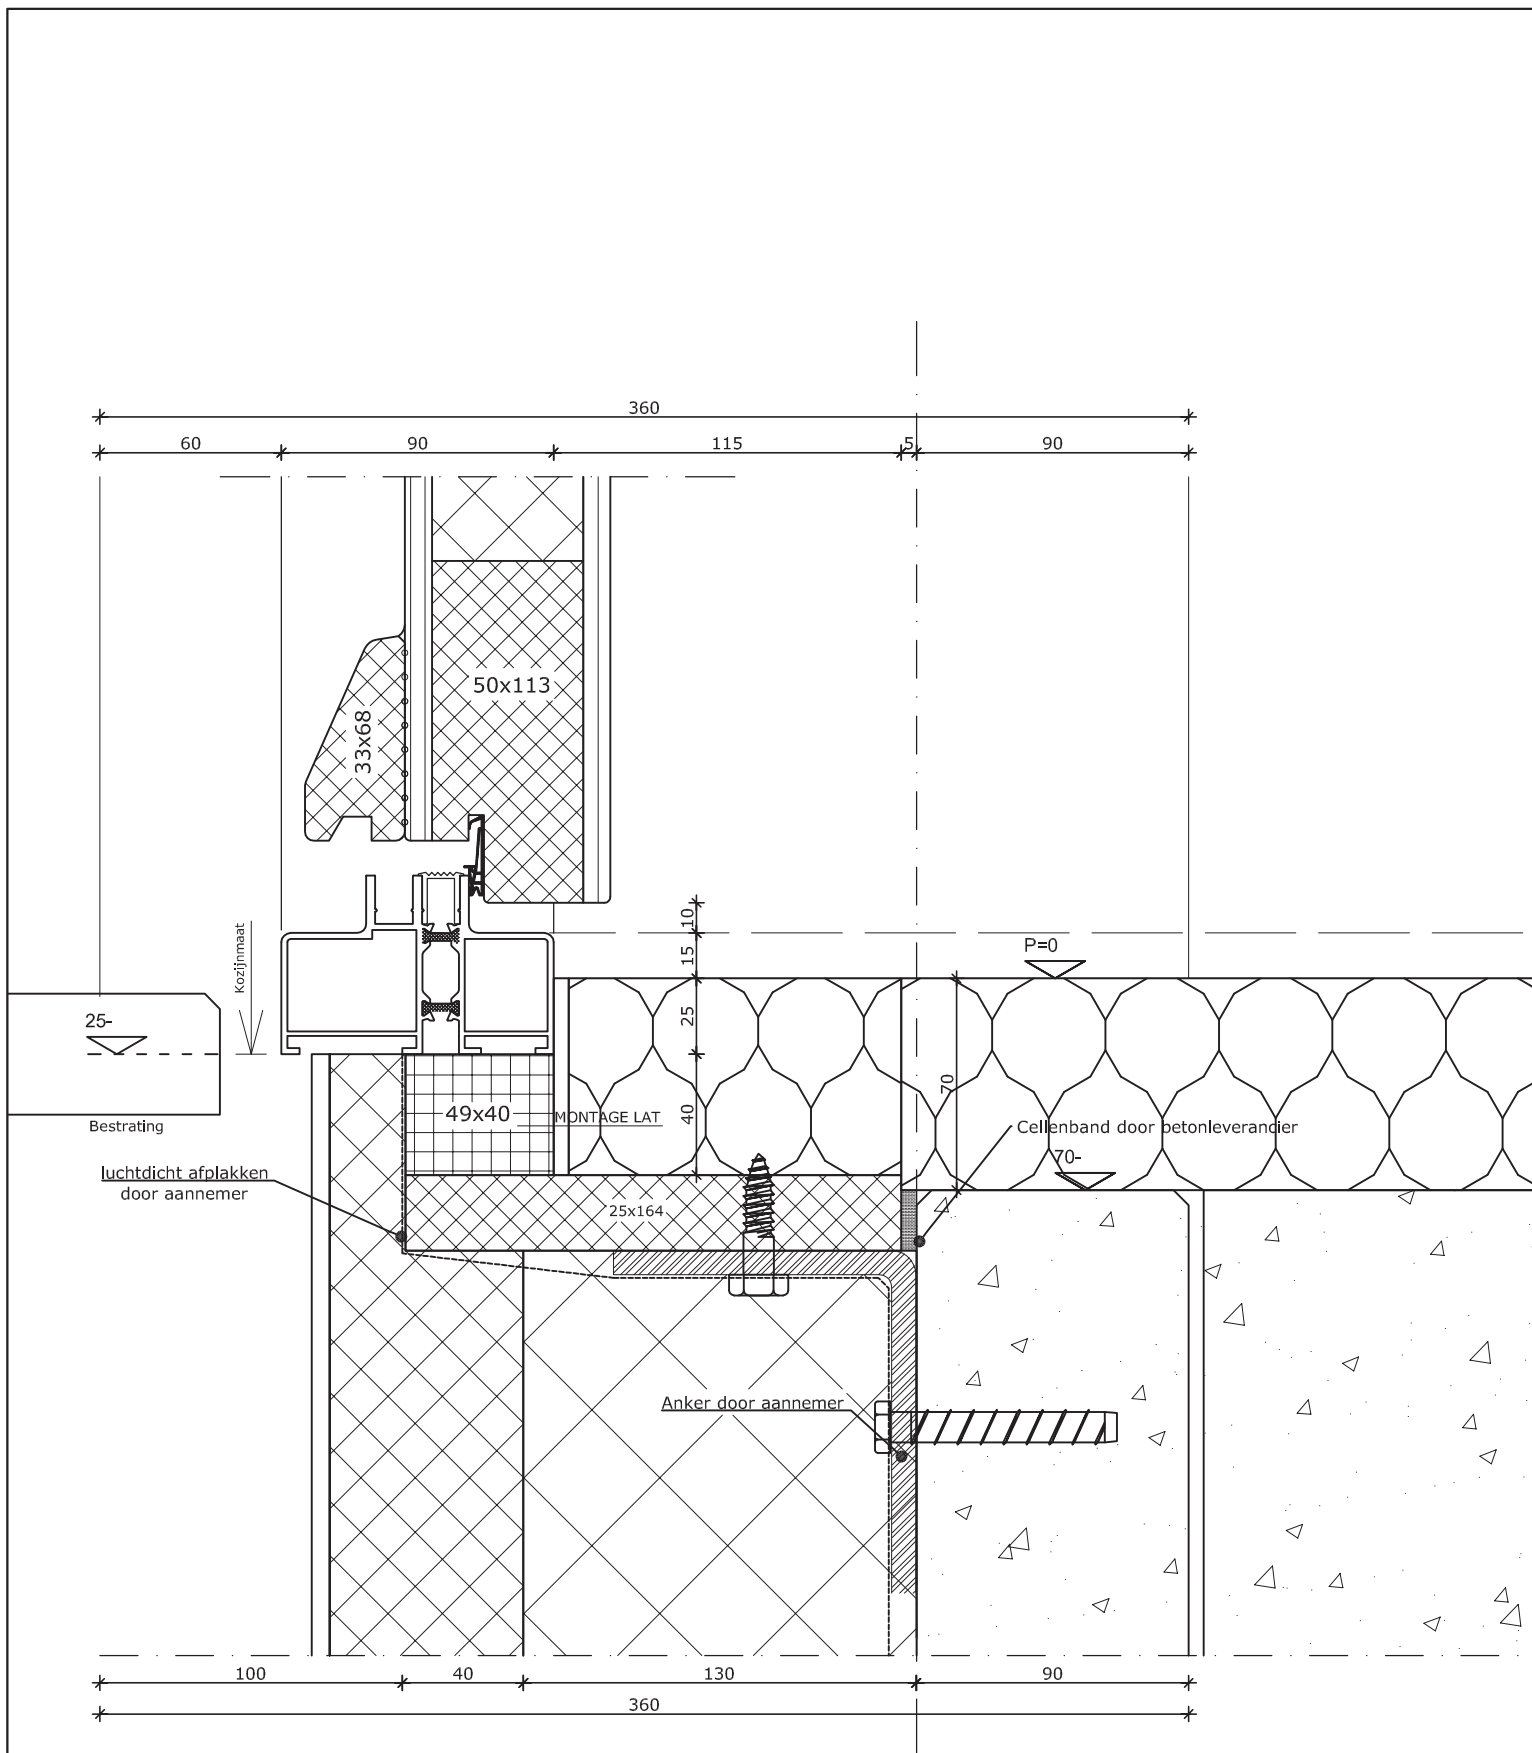 360
60
90
115
5
90
50x113
33x68
10
Kozijnmaat
15
P=0
25-
25
70
49x40
MONTAGE LAT
40
Bestrating
Cellenband door betonleverancier
70-
luchtdicht afplakken
door aannemer
25x164
Anker door aannemer
100
40
130
90
360